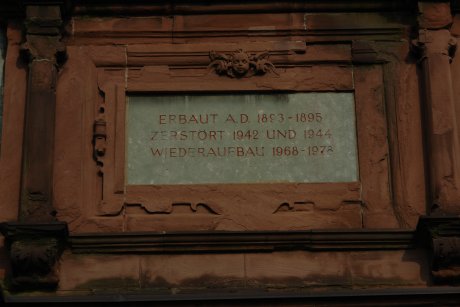 ERBAUT A.D. 1893-1895
ZERSTÖRT 1942 UND 1944
WIEDERAUFBAU 1968-1978